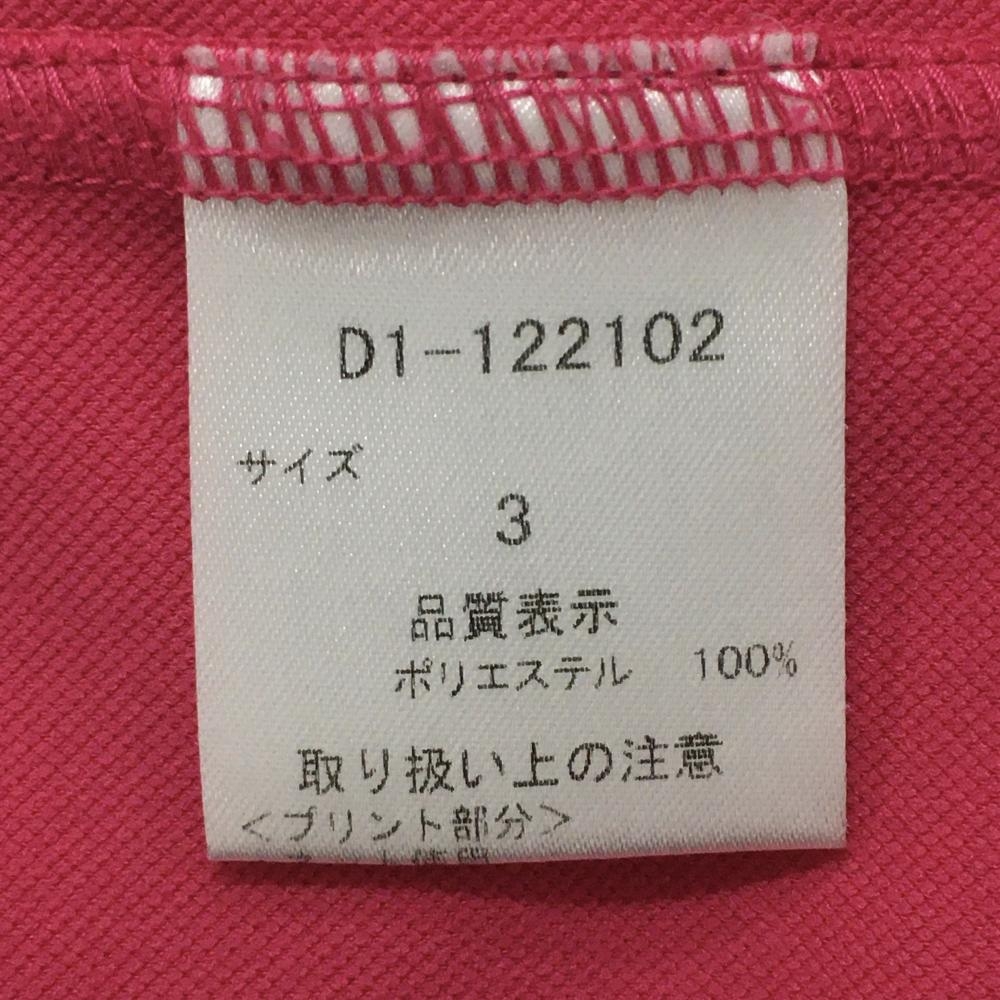 D1-122102
サイズ
3
品質表示
ポリエステル 100%
取り扱い上の注意
<プリント部分>